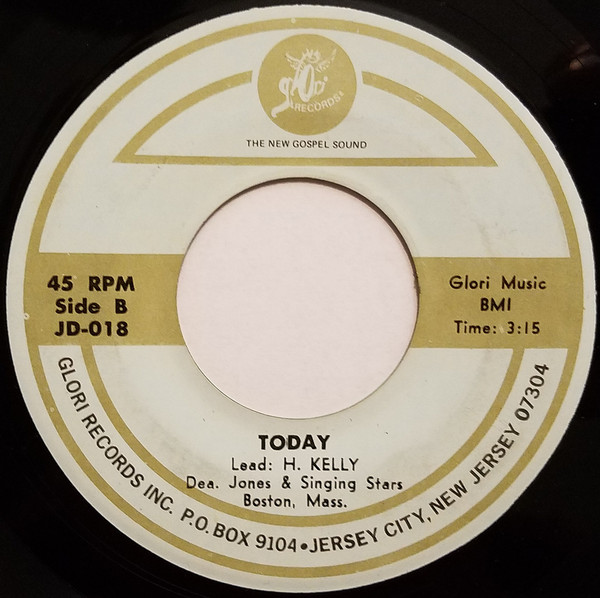 glori
RECORDS
THE NEW GOSPEL SOUND
45 RPM
Side B
JD-018
Glori Music
BMI
Time: 3:15
TODAY
Lead: H. KELLY
Dea. Jones & Singing Stars
Boston, Mass.
GLORI RECORDS INC. P.O. BOX 9104 • JERSEY CITY, NEW JERSEY 07304